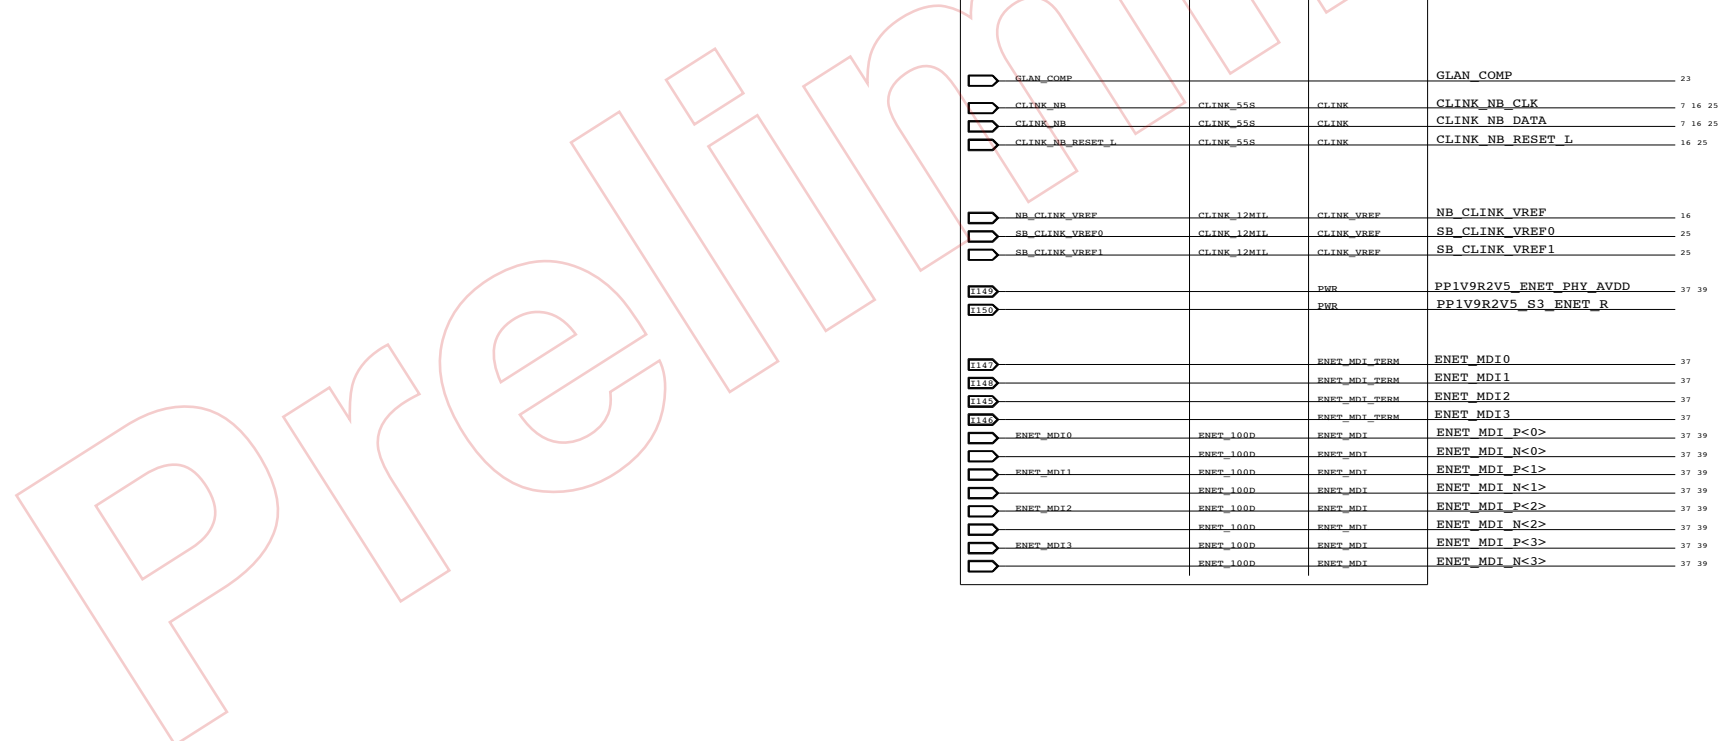 Prelimi
GLAN_COMP GLAN_COMP 23
CLINK_NB CLINK_55S CLINK CLINK_NB_CLK 7 16 25
CLINK_NB CLINK_55S CLINK CLINK_NB_DATA 7 16 25
CLINK_NB_RESET_L CLINK_55S CLINK CLINK_NB_RESET_L 16 25
NB_CLINK_VREF CLINK_12MIL CLINK_VREF NB_CLINK_VREF 16
SB_CLINK_VREF0 CLINK_12MIL CLINK_VREF SB_CLINK_VREF0 25
SB_CLINK_VREF1 CLINK_12MIL CLINK_VREF SB_CLINK_VREF1 25
I149 PWR PP1V9R2V5_ENET_PHY_AVDD 37 39
I150 PWR PP1V9R2V5_S3_ENET_R
I147 ENET_MDI_TERM ENET_MDI0 37
I148 ENET_MDI_TERM ENET_MDI1 37
I145 ENET_MDI_TERM ENET_MDI2 37
I146 ENET_MDI_TERM ENET_MDI3 37
ENET_MDI0 ENET_100D ENET_MDI ENET_MDI_P<0> 37 39
ENET_100D ENET_MDI ENET_MDI_N<0> 37 39
ENET_MDI1 ENET_100D ENET_MDI ENET_MDI_P<1> 37 39
ENET_100D ENET_MDI ENET_MDI_N<1> 37 39
ENET_MDI2 ENET_100D ENET_MDI ENET_MDI_P<2> 37 39
ENET_100D ENET_MDI ENET_MDI_N<2> 37 39
ENET_MDI3 ENET_100D ENET_MDI ENET_MDI_P<3> 37 39
ENET_100D ENET_MDI ENET_MDI_N<3> 37 39